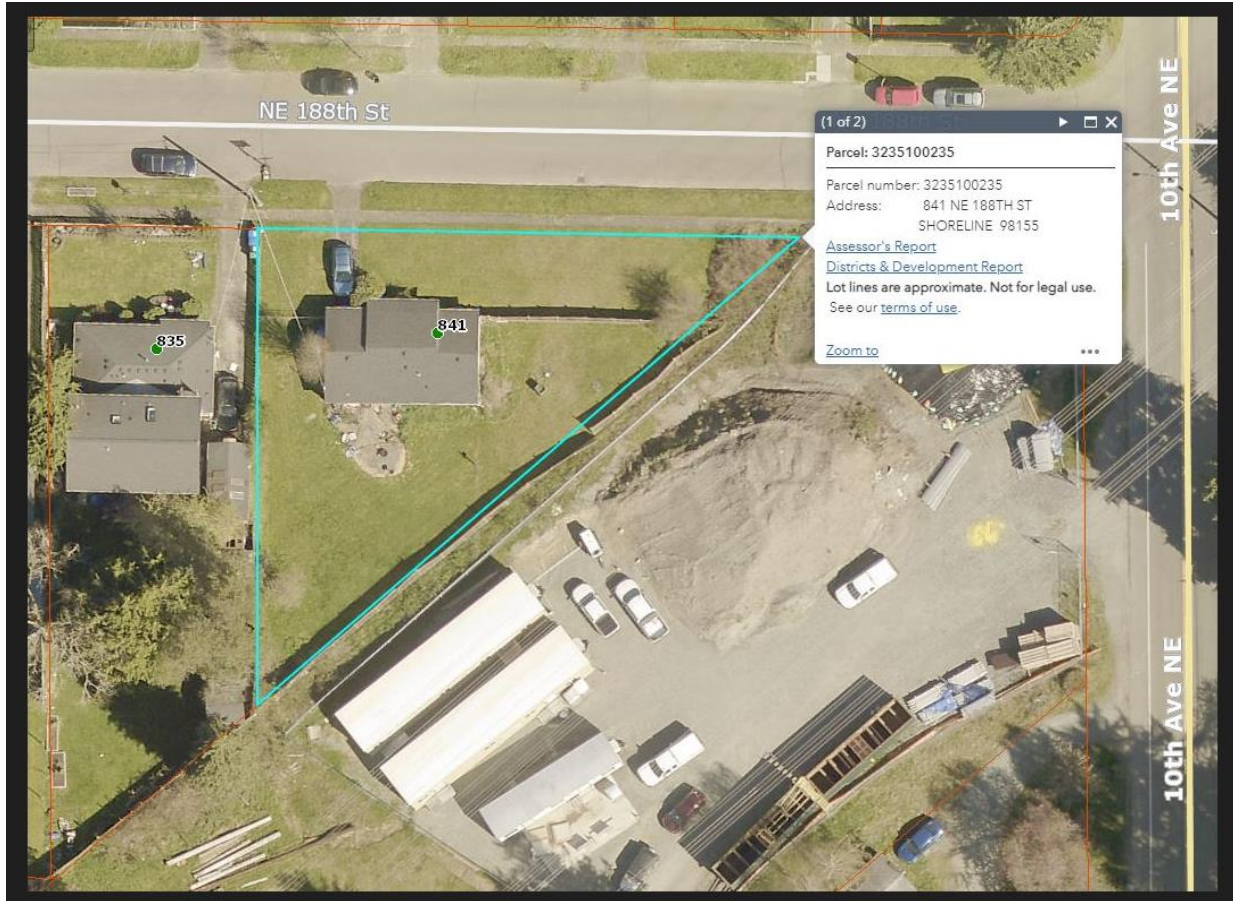 NE 188th St
10th Ave NE
(1 of 2)
Parcel: 3235100235
Parcel number: 3235100235
Address: 841 NE 188TH ST
SHORELINE 98155
Assessor's Report
Districts & Development Report
Lot lines are approximate. Not for legal use.
See our terms of use.
Zoom to
841
835
10th Ave NE